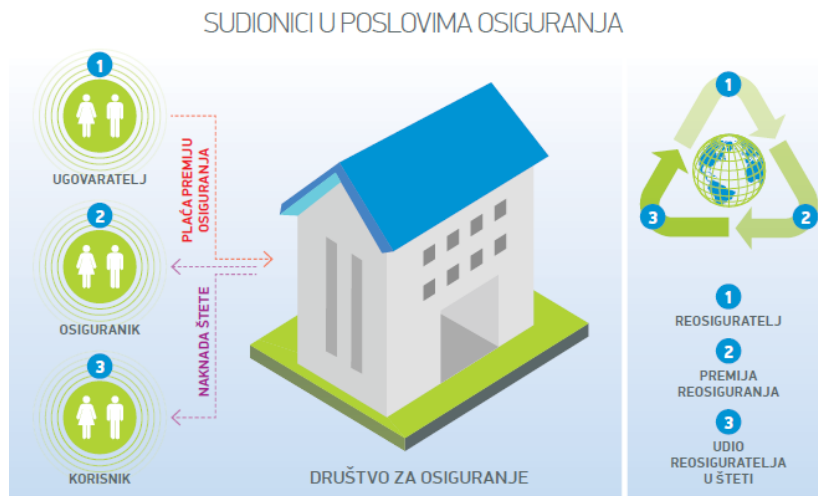 SUDIONICI U POSLOVIMA OSIGURANJA
1
UGOVARATELJ
2
OSIGURANIK
3
KORISNIK
PLAĆA PREMIJU
OSIGURANJA
NAKNADA ŠTETE
DRUŠTVO ZA OSIGURANJE
1
2
3
1
REOSIGURATELJ
2
PREMIJA
REOSIGURANJA
3
UDIO
REOSIGURATELJA
U ŠTETI